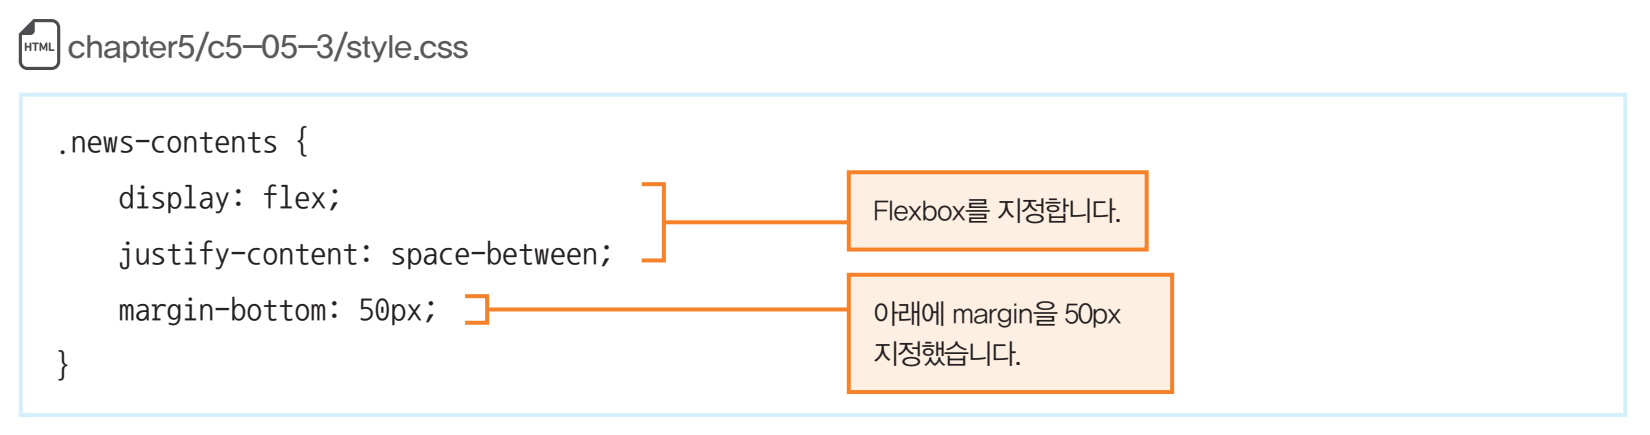 HTML chapter5/c5-05-3/style.css
.news-contents {
display: flex;
justify-content: space-between;
Flexbox를 지정합니다.
margin-bottom: 50px;
아래에 margin을 50px
지정했습니다.
}